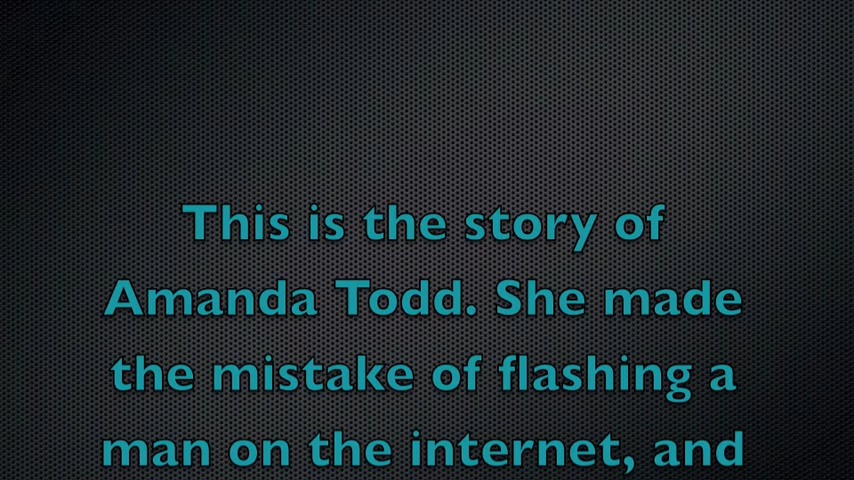 This is the story of
Amanda Todd. She made
the mistake of flashing a
man on the internet, and